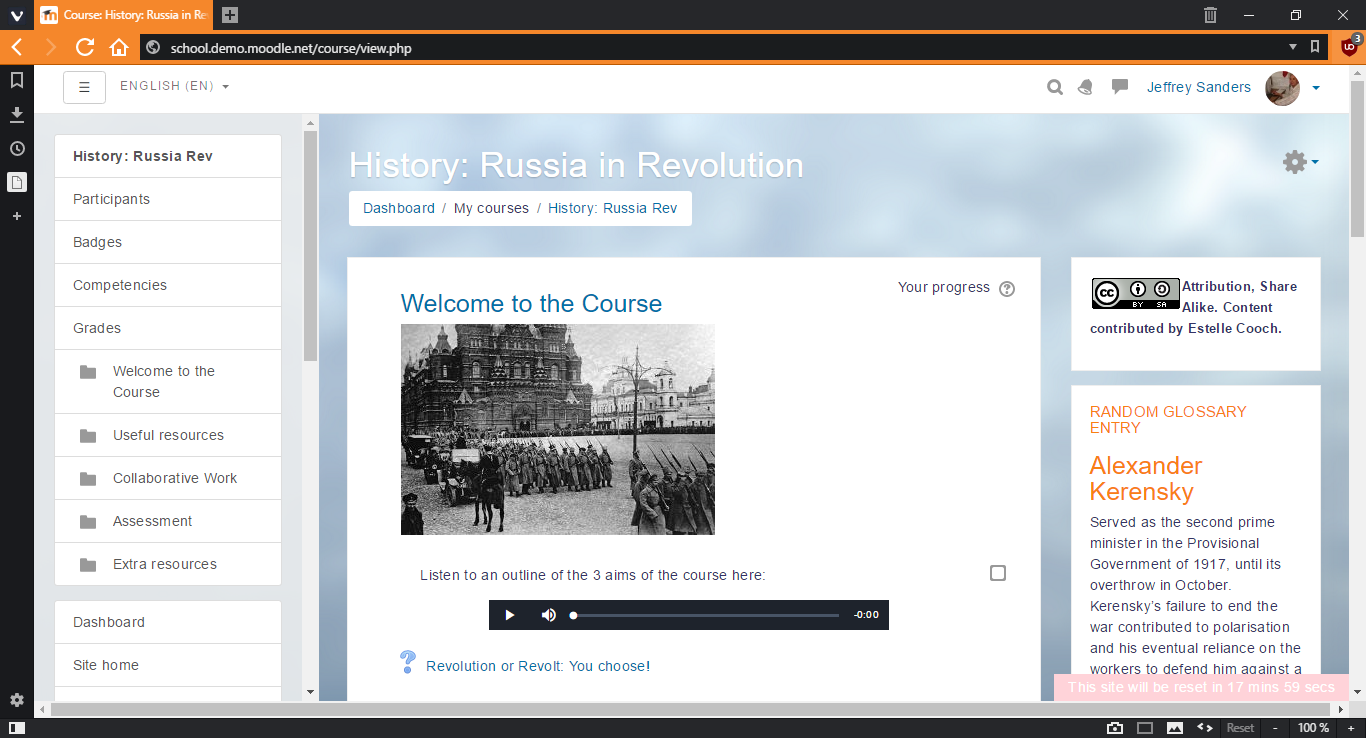 Course: History: Russia in Re
school.demo.moodle.net/course/view.php
3
ENGLISH (EN)
Jeffrey Sanders
History: Russia Rev
Participants
Badges
Competencies
Grades
Welcome to the
Course
Useful resources
Collaborative Work
Assessment
Extra resources
Dashboard
Site home
History: Russia in Revolution
Dashboard / My courses / History: Russia Rev
Your progress
Welcome to the Course
Listen to an outline of the 3 aims of the course here:
-0:00
Revolution or Revolt: You choose!
CC BY SA Attribution, Share
Alike. Content
contributed by Estelle Cooch.
RANDOM GLOSSARY
ENTRY
Alexander
Kerensky
Served as the second prime
minister in the Provisional
Government of 1917, until its
overthrow in October.
Kerensky's failure to end the
war contributed to polarisation
and his eventual reliance on the
workers to defend him against a
This site will be reset in 17 mins 59 secs
Reset - 100 % +